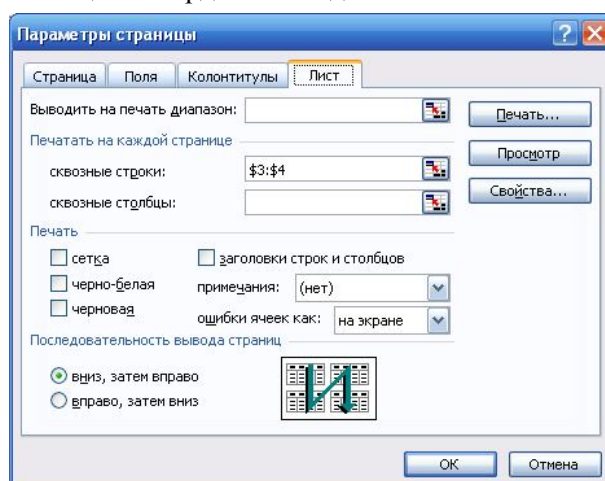 Параметры страницы
Страница Поля Колонтитулы Лист
Выводить на печать диапазон: Печать...
Печатать на каждой странице
Просмотр
сквозные строки: $3:$4
Свойства...
сквозные столбцы:
Печать
сетка заголовки строк и столбцов
черно-белая примечания: (нет)
черновая ошибки ячеек как: на экране
Последовательность вывода страниц
вниз, затем вправо
вправо, затем вниз
ОК Отмена